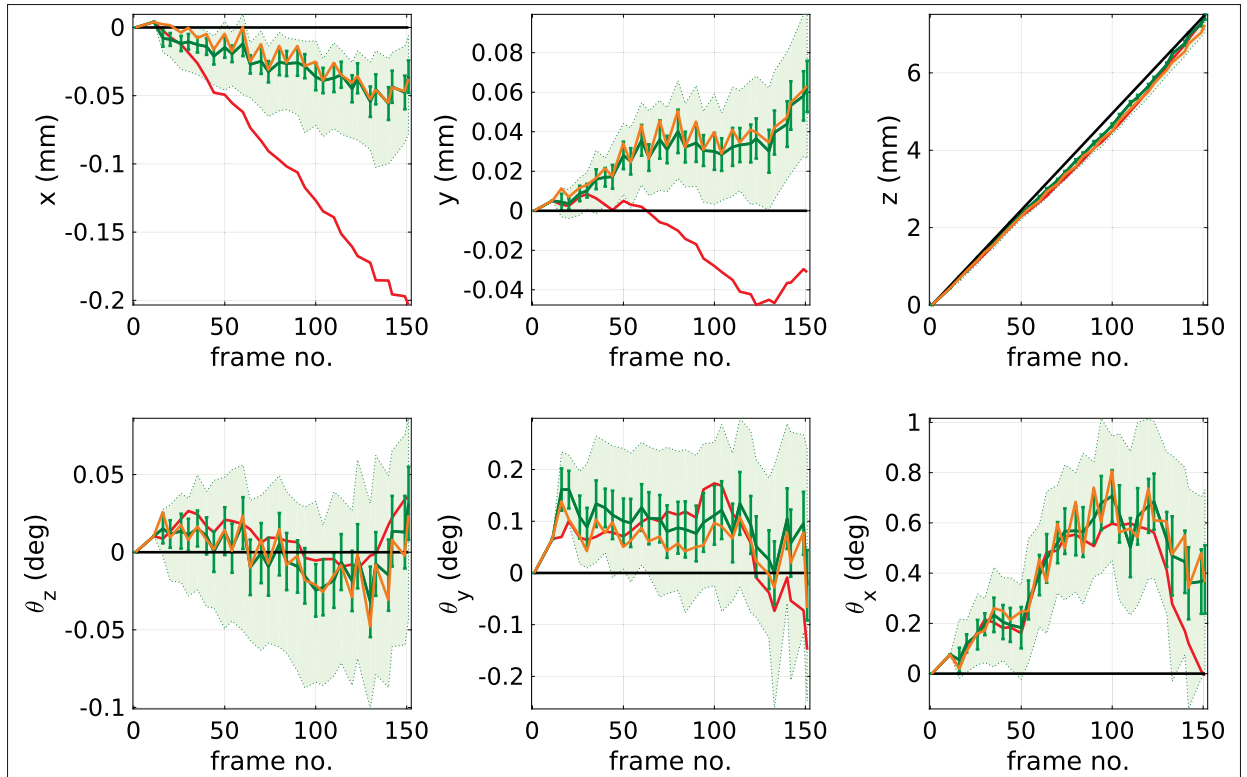 x (mm)
0
-0.05
-0.1
-0.15
-0.2
0 50 100 150
frame no.
y (mm)
0.08
0.06
0.04
0.02
0
-0.02
-0.04
0 50 100 150
frame no.
z (mm)
6
4
2
0
0 50 100 150
frame no.
θz (deg)
0.05
0
-0.05
-0.1
0 50 100 150
frame no.
θy (deg)
0.2
0.1
0
-0.1
-0.2
0 50 100 150
frame no.
θx (deg)
1
0.8
0.6
0.4
0.2
0
0 50 100 150
frame no.